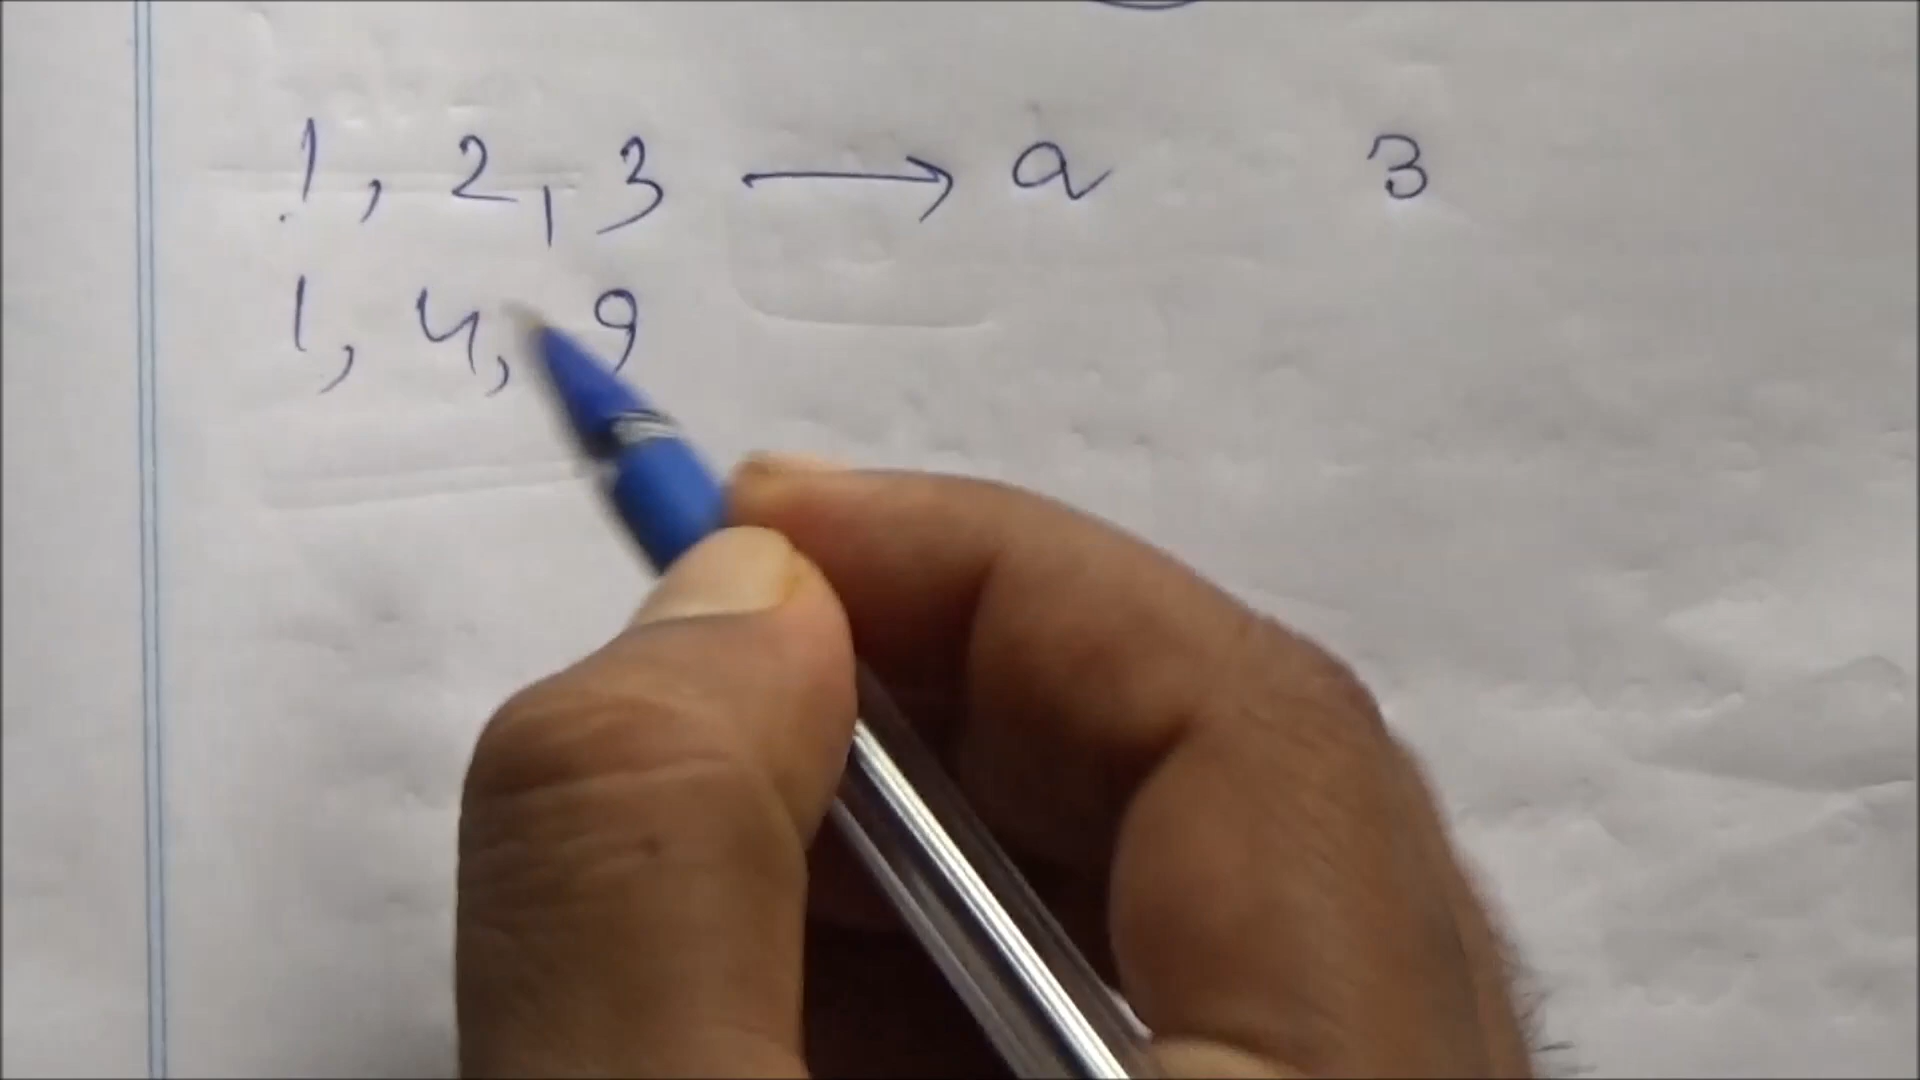 1, 2, 3 → a 3
1, 4, 9